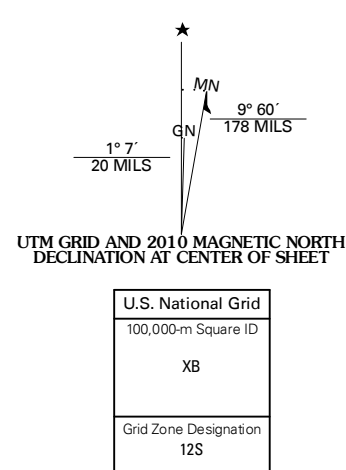 MN
9° 60´
178 MILS
GN
1° 7´
20 MILS
UTM GRID AND 2010 MAGNETIC NORTH
DECLINATION AT CENTER OF SHEET
U.S. National Grid
100,000-m Square ID
XB
Grid Zone Designation
12S